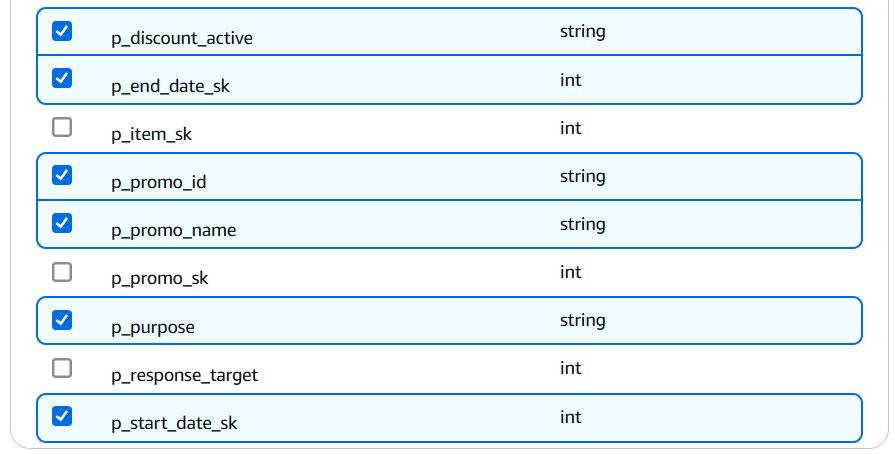 p_discount_active string
p_end_date_sk int
p_item_sk int
p_promo_id string
p_promo_name string
p_promo_sk int
p_purpose string
p_response_target int
p_start_date_sk int